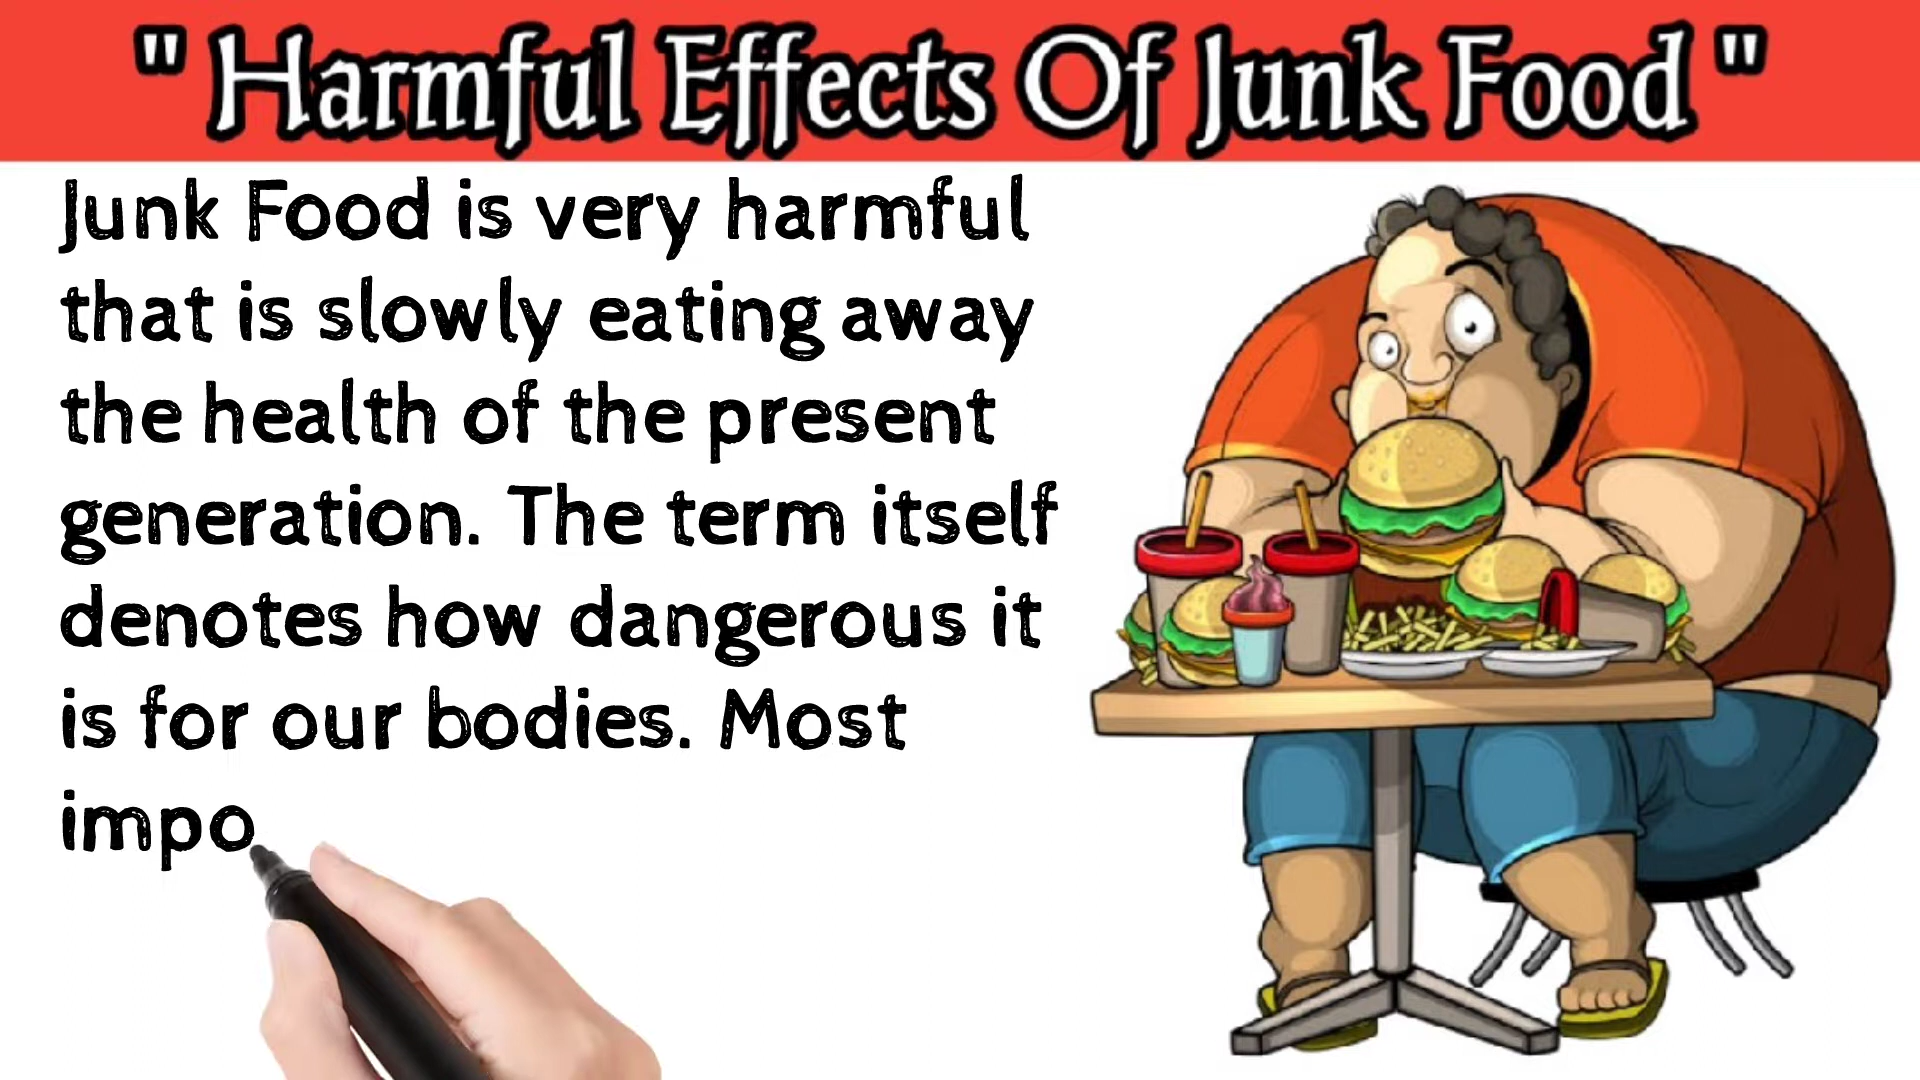 " Harmful Effects Of Junk Food "
Junk Food is very harmful
that is slowly eating away
the health of the present
generation. The term itself
denotes how dangerous it
is for our bodies. Most
impo